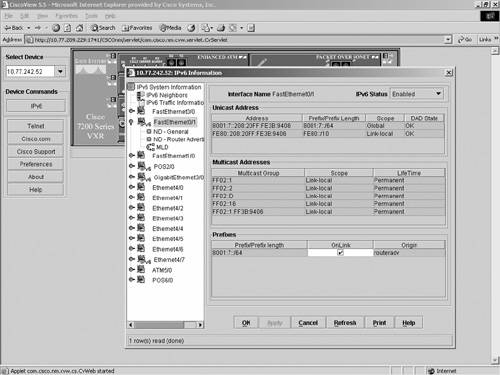 CiscoView 5.5 - Microsoft Internet Explorer provided by Cisco Systems, Inc.
File Edit View Favorites Tools Help
Back Search Favorites Media
Address http://10.77.209.229:1741/CSCOnm/servlet/com.cisco.nm.cvw.servlet.CvServlet Go Links
Select Device
10.77.242.52
Device Commands
IPv6
Telnet
Cisco.com
Cisco Support
Preferences
About
Help
ENHANCED ATM
PACKET OVER SONET
Cisco
7200 Series
VXR
10.77.242.52: IPv6 Information
IPv6 System Information
IPv6 Neighbors
IPv6 Traffic Informatio
FastEthernet0/0
FastEthernet0/1
ND - General
ND - Router Adverti
MLD
FastEthernet1/0
POS2/0
GigabitEthernet3/0
Ethernet4/0
Ethernet4/1
Ethernet4/2
Ethernet4/3
Ethernet4/4
Ethernet4/5
Ethernet4/6
Ethernet4/7
ATM5/0
POS6/0
Interface Name FastEthernet0/1 IPv6 Status Enabled
Unicast Address
Address Prefix/Prefix Length Scope DAD State
8001:7::208:20FF:FE3B:9406 8001:7::/64 Global OK
FE80::208:20FF:FE3B:9406 FE80::/10 Link-local OK
Multicast Addresses
Multicast Group Scope LifeTime
FF02::1 Link-local Permanent
FF02::2 Link-local Permanent
FF02::D Link-local Permanent
FF02::16 Link-local Permanent
FF02::1:FF3B:9406 Link-local Permanent
Prefixes
Prefix/Prefix length OnLink Origin
8001:7::/64 routeradv
OK Apply Cancel Refresh Print Help
1 row(s) read (done)
Applet com.cisco.nm.cvw.cs.CvWeb started Internet